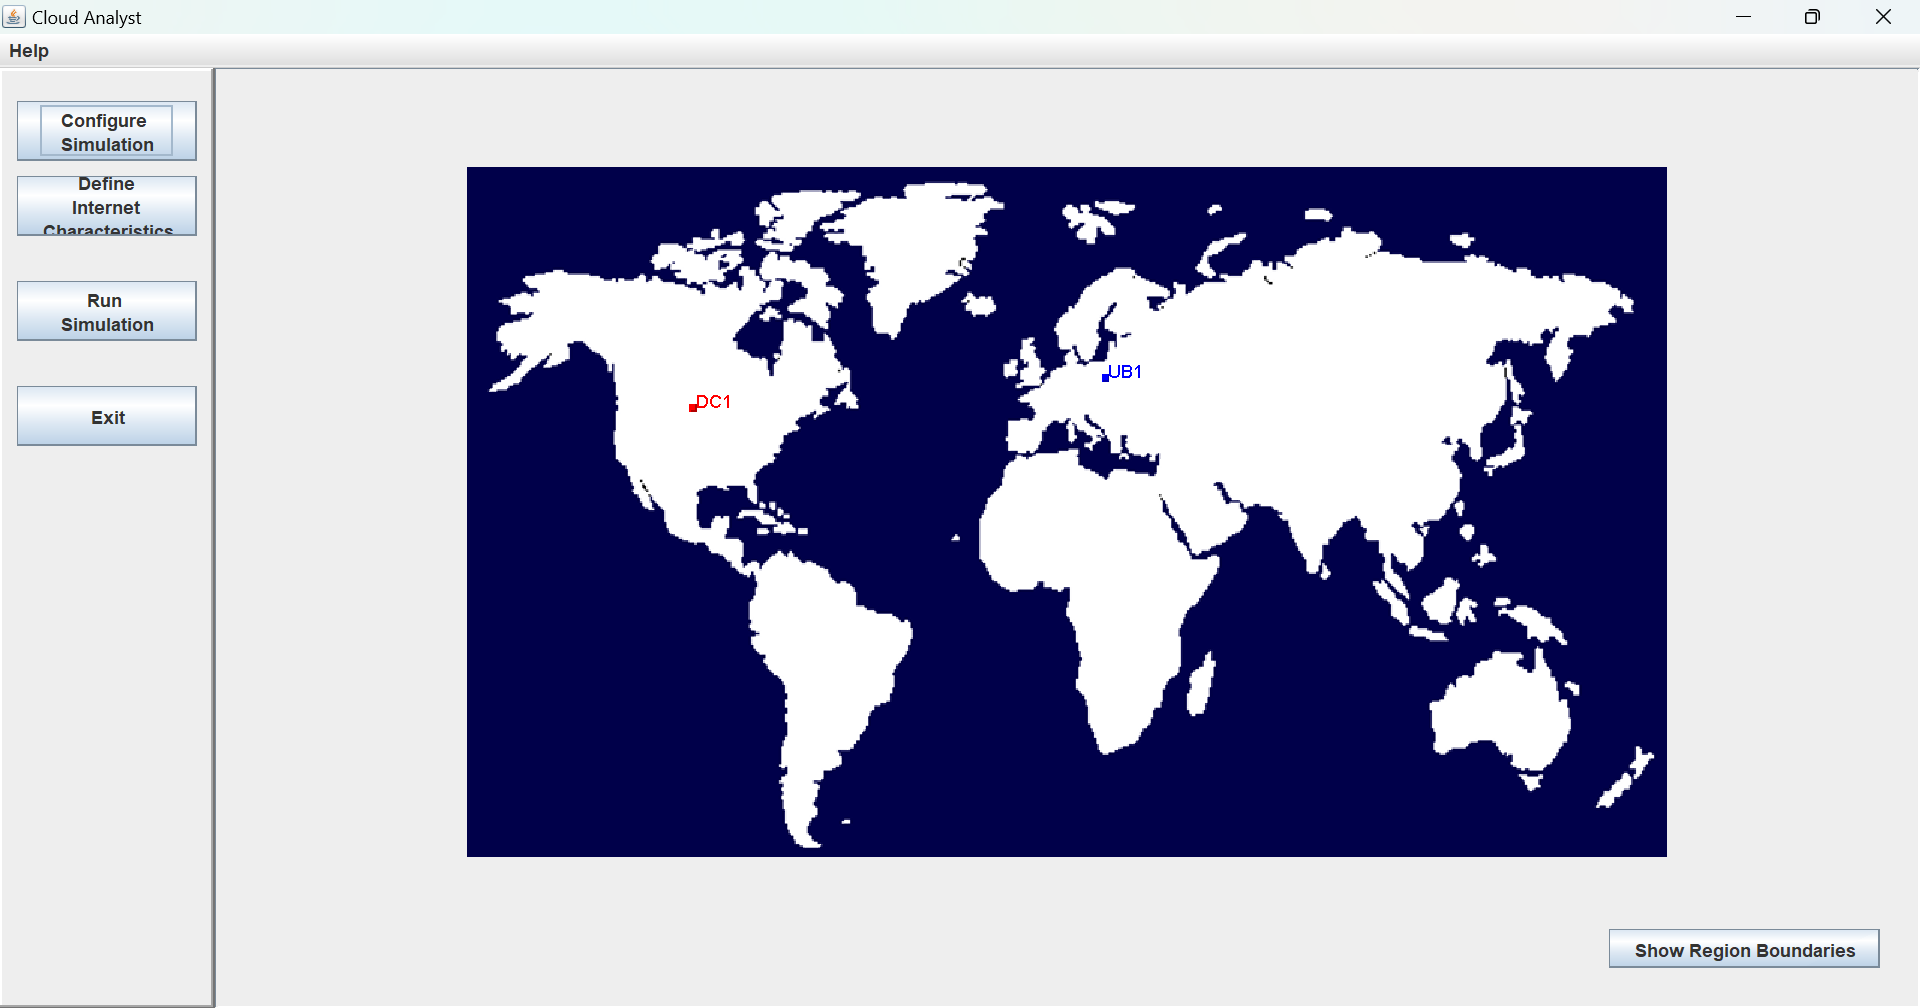 Cloud Analyst
Help
Configure
Simulation
Define
Internet
Characteristics
Run
Simulation
Exit
DC1
UB1
Show Region Boundaries